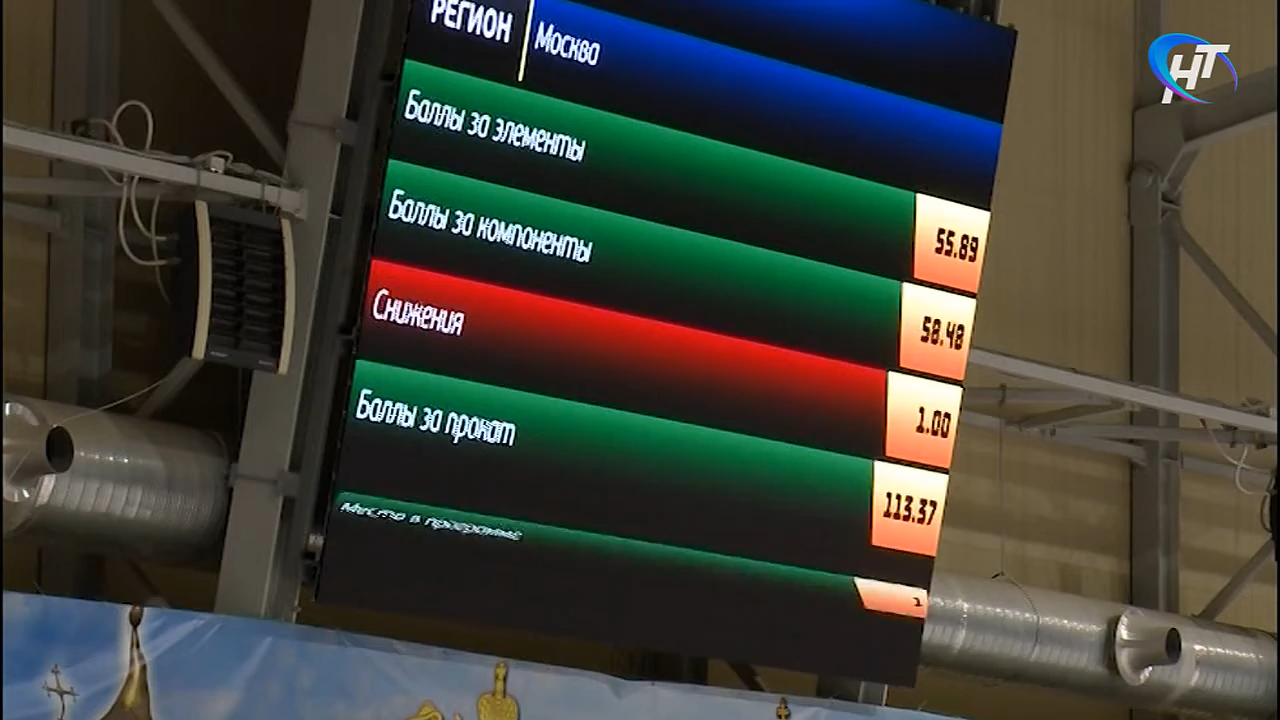 НТ
РЕГИОН Москва
Баллы за элементы 55.89
Баллы за компоненты 58.48
Снижения 1.00
Баллы за прокат 113.37
Место в программе